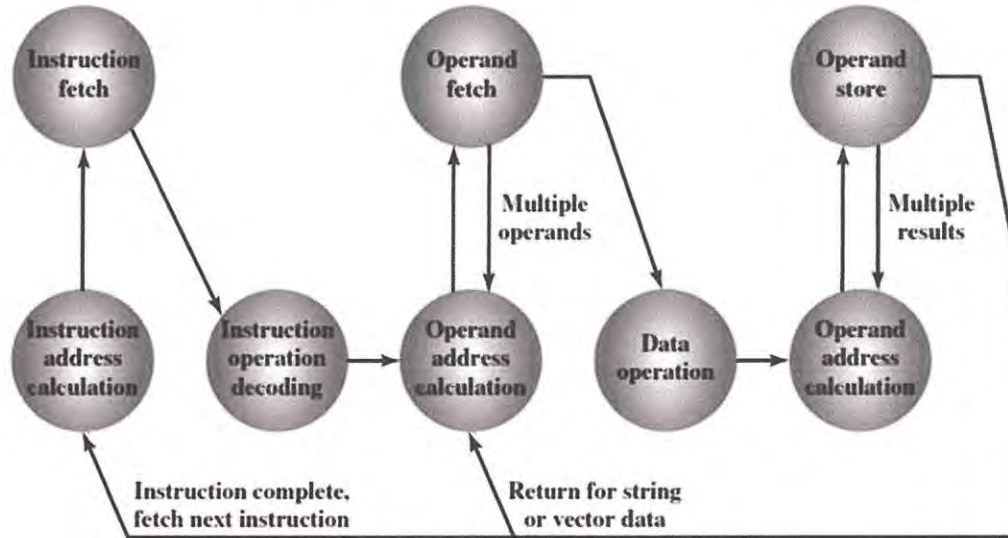 Instruction
fetch
Operand
fetch
Operand
store
Multiple
operands
Multiple
results
Instruction
address
calculation
Instruction
operation
decoding
Operand
address
calculation
Data
operation
Operand
address
calculation
Instruction complete,
fetch next instruction
Return for string
or vector data